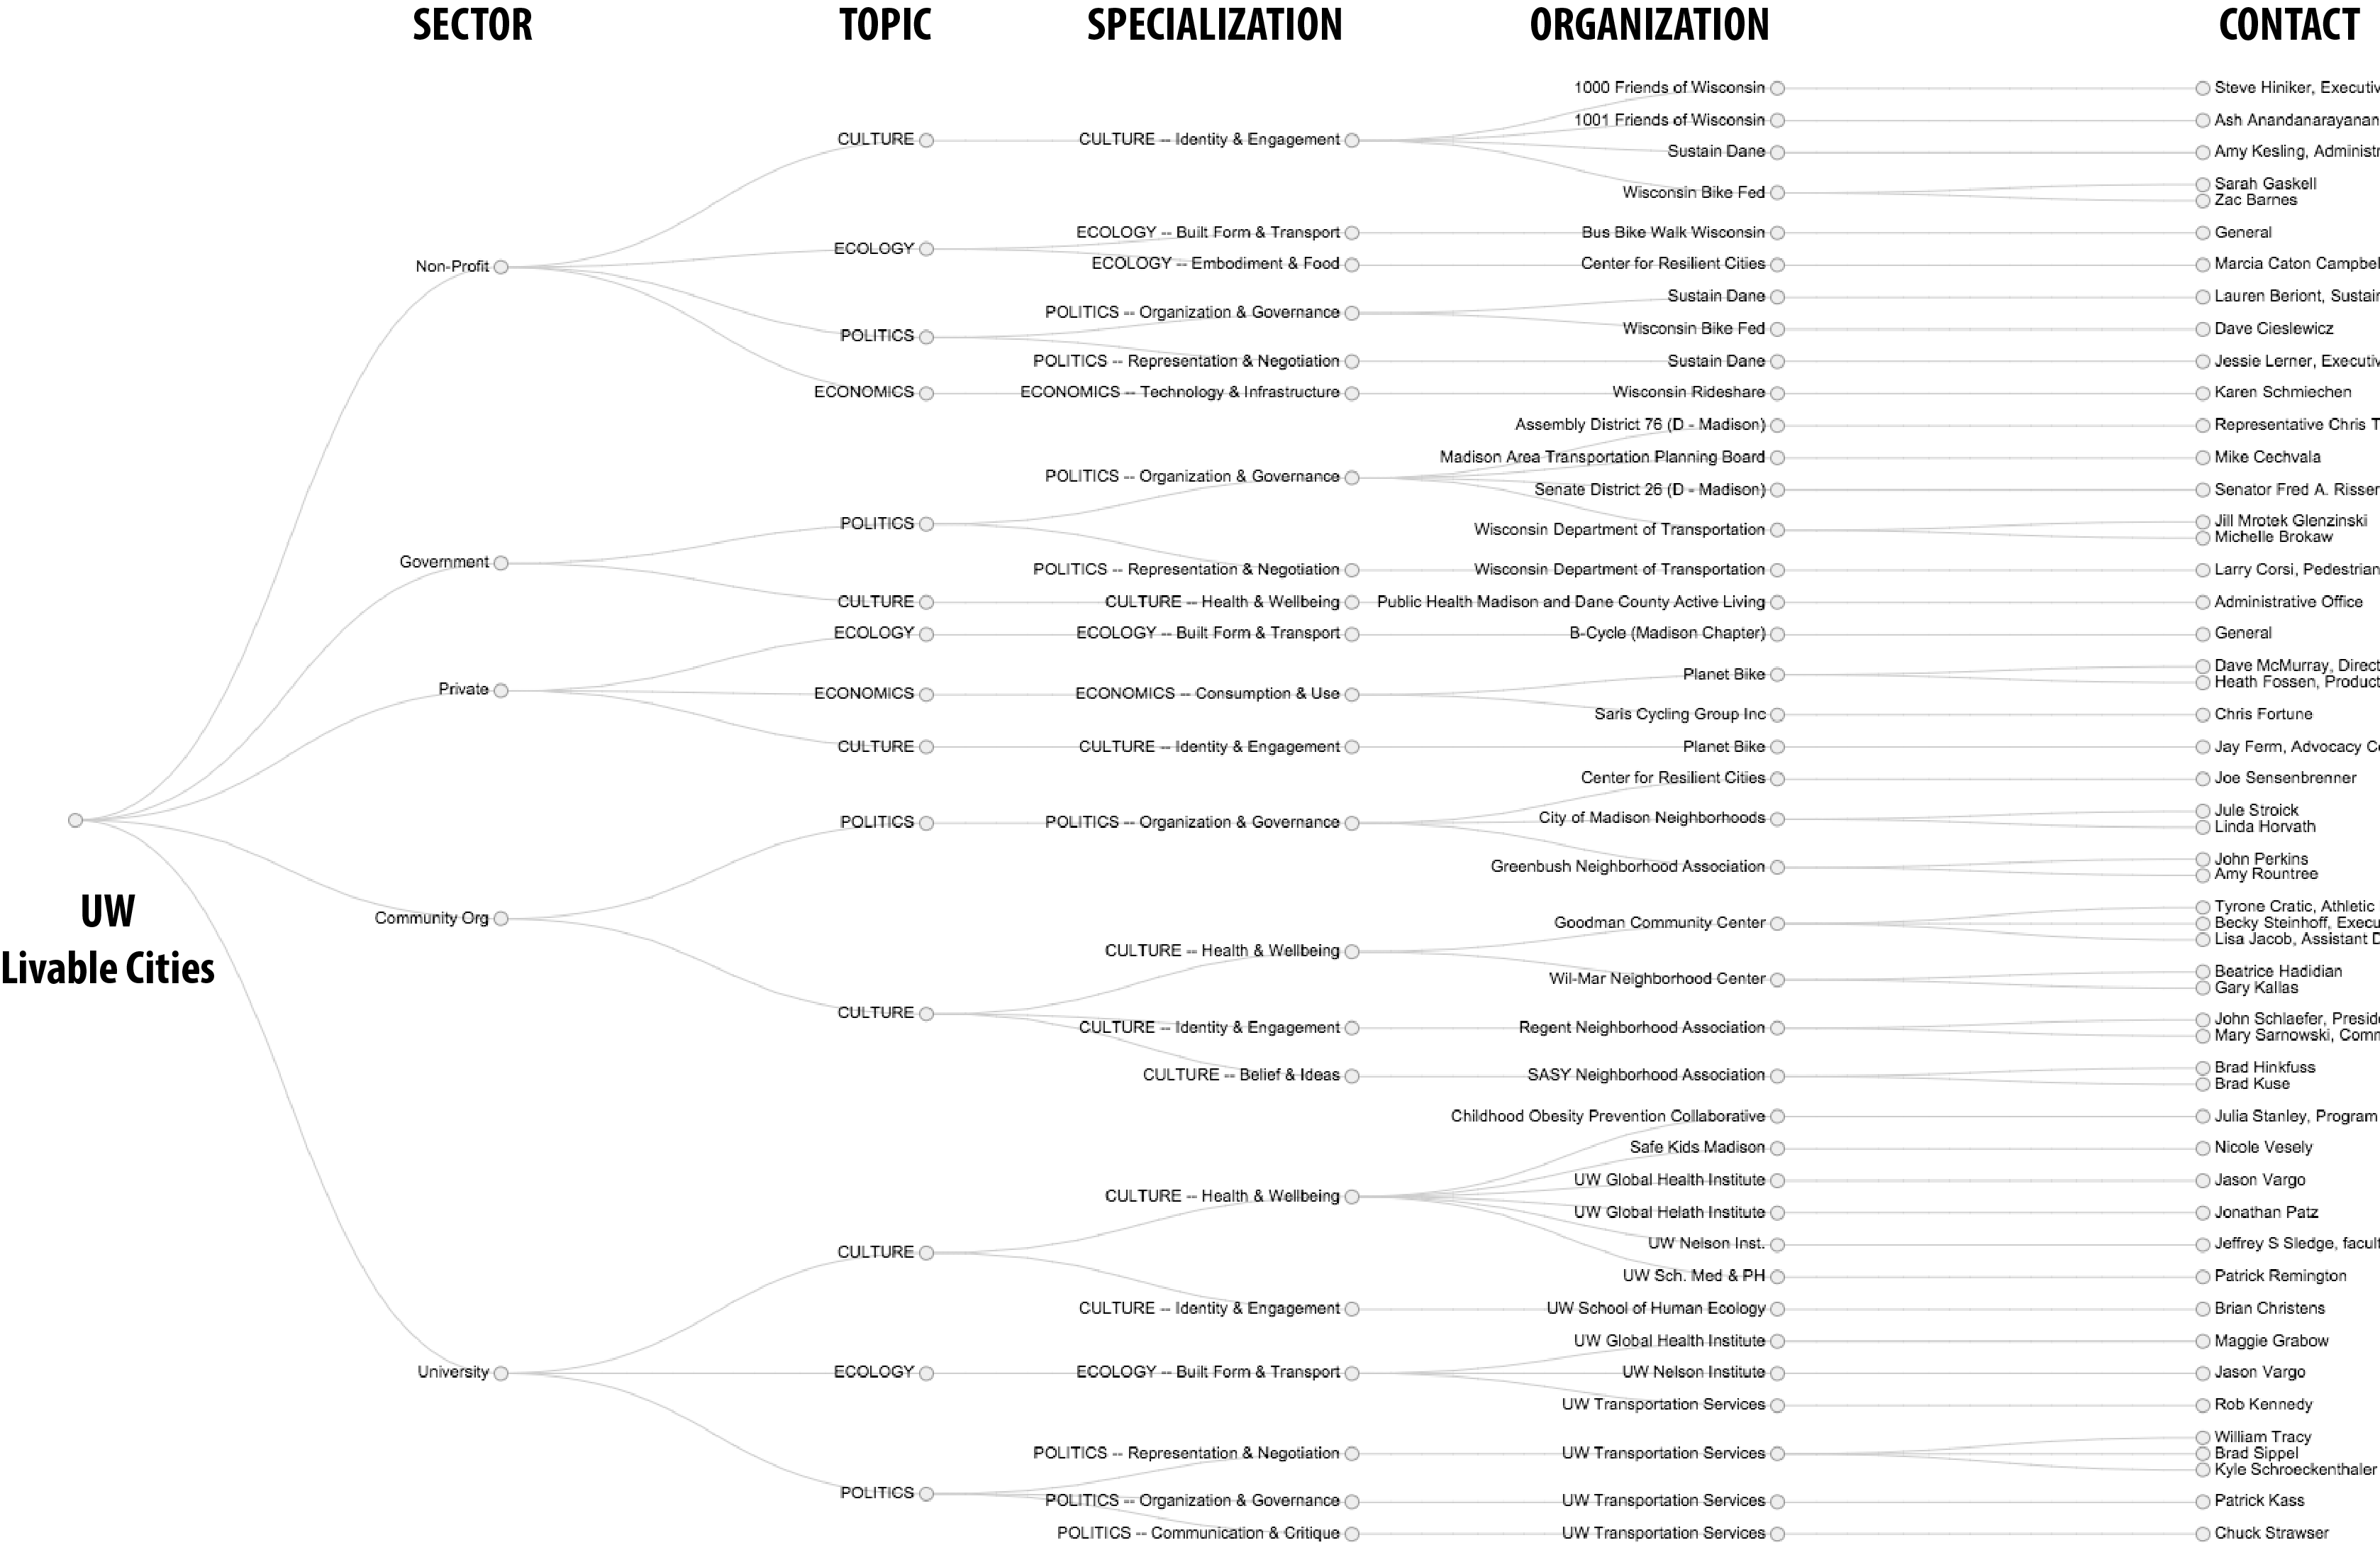 SECTOR TOPIC SPECIALIZATION ORGANIZATION CONTACT
1000 Friends of Wisconsin Steve Hiniker, Executiv
1001 Friends of Wisconsin Ash Anandanarayanan
CULTURE CULTURE -- Identity & Engagement
Sustain Dane Amy Kesling, Administr
Sarah Gaskell
Wisconsin Bike Fed
Zac Barnes
ECOLOGY -- Built Form & Transport Bus Bike Walk Wisconsin General
ECOLOGY
Non-Profit ECOLOGY -- Embodiment & Food Center for Resilient Cities Marcia Caton Campbel
Sustain Dane Lauren Beriont, Sustain
POLITICS -- Organization & Governance
Wisconsin Bike Fed Dave Cieslewicz
POLITICS
POLITICS -- Representation & Negotiation Sustain Dane Jessie Lerner, Executiv
ECONOMICS ECONOMICS -- Technology & Infrastructure Wisconsin Rideshare Karen Schmiechen
Assembly District 76 (D - Madison) Representative Chris T
Madison Area Transportation Planning Board Mike Cechvala
POLITICS -- Organization & Governance
Senate District 26 (D - Madison) Senator Fred A. Risser
POLITICS Jill Mrotek Glenzinski
Wisconsin Department of Transportation
Michelle Brokaw
Government
POLITICS -- Representation & Negotiation Wisconsin Department of Transportation Larry Corsi, Pedestrian
CULTURE CULTURE -- Health & Wellbeing Public Health Madison and Dane County Active Living Administrative Office
ECOLOGY ECOLOGY -- Built Form & Transport B-Cycle (Madison Chapter) General
Dave McMurray, Direct
Planet Bike
Heath Fossen, Product
Private ECONOMICS ECONOMICS -- Consumption & Use
Saris Cycling Group Inc Chris Fortune
CULTURE CULTURE -- Identity & Engagement Planet Bike Jay Ferm, Advocacy C
Center for Resilient Cities Joe Sensenbrenner
Jule Stroick
City of Madison Neighborhoods
POLITICS POLITICS -- Organization & Governance
Linda Horvath
John Perkins
Greenbush Neighborhood Association
Amy Rountree
UW
Livable Cities
Tyrone Cratic, Athletic
Community Org Goodman Community Center Becky Steinhoff, Execu
Lisa Jacob, Assistant D
CULTURE -- Health & Wellbeing
Beatrice Hadidian
Wil-Mar Neighborhood Center
Gary Kallas
CULTURE John Schlaefer, Preside
CULTURE -- Identity & Engagement Regent Neighborhood Association
Mary Sarnowski, Comm
Brad Hinkfuss
CULTURE -- Belief & Ideas SASY Neighborhood Association
Brad Kuse
Childhood Obesity Prevention Collaborative Julia Stanley, Program
Safe Kids Madison Nicole Vesely
UW Global Health Institute Jason Vargo
CULTURE -- Health & Wellbeing
UW Global Helath Institute Jonathan Patz
UW Nelson Inst. Jeffrey S Sledge, facult
CULTURE
UW Sch. Med & PH Patrick Remington
CULTURE -- Identity & Engagement UW School of Human Ecology Brian Christens
UW Global Health Institute Maggie Grabow
University ECOLOGY ECOLOGY -- Built Form & Transport UW Nelson Institute Jason Vargo
UW Transportation Services Rob Kennedy
William Tracy
POLITICS -- Representation & Negotiation UW Transportation Services Brad Sippel
Kyle Schroeckenthaler
POLITICS
POLITICS -- Organization & Governance UW Transportation Services Patrick Kass
POLITICS -- Communication & Critique UW Transportation Services Chuck Strawser